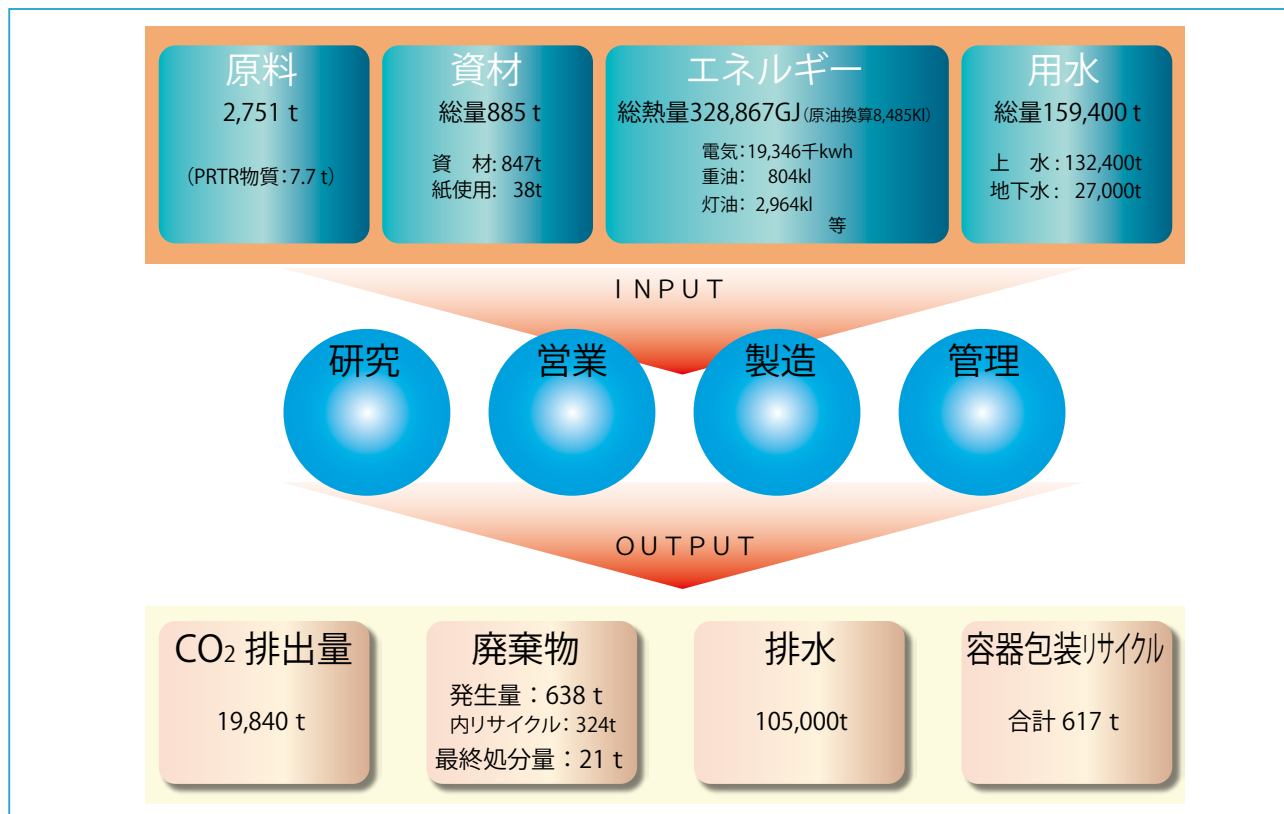 原料
2,751 t
(PRTR物質：7.7 t)
資材
総量885 t
資　材: 847t
紙使用: 38t
エネルギー
総熱量328,867GJ(原油換算8,485Kl)
電気：19,346千kwh
重油： 804kl
灯油： 2,964kl
等
用水
総量159,400 t
上　水 : 132,400t
地下水 : 27,000t
INPUT
研究
営業
製造
管理
OUTPUT
CO2 排出量
19,840 t
廃棄物
発生量：638 t
内リサイクル：324t
最終処分量：21 t
排水
105,000t
容器包装リサイクル
合計 617 t